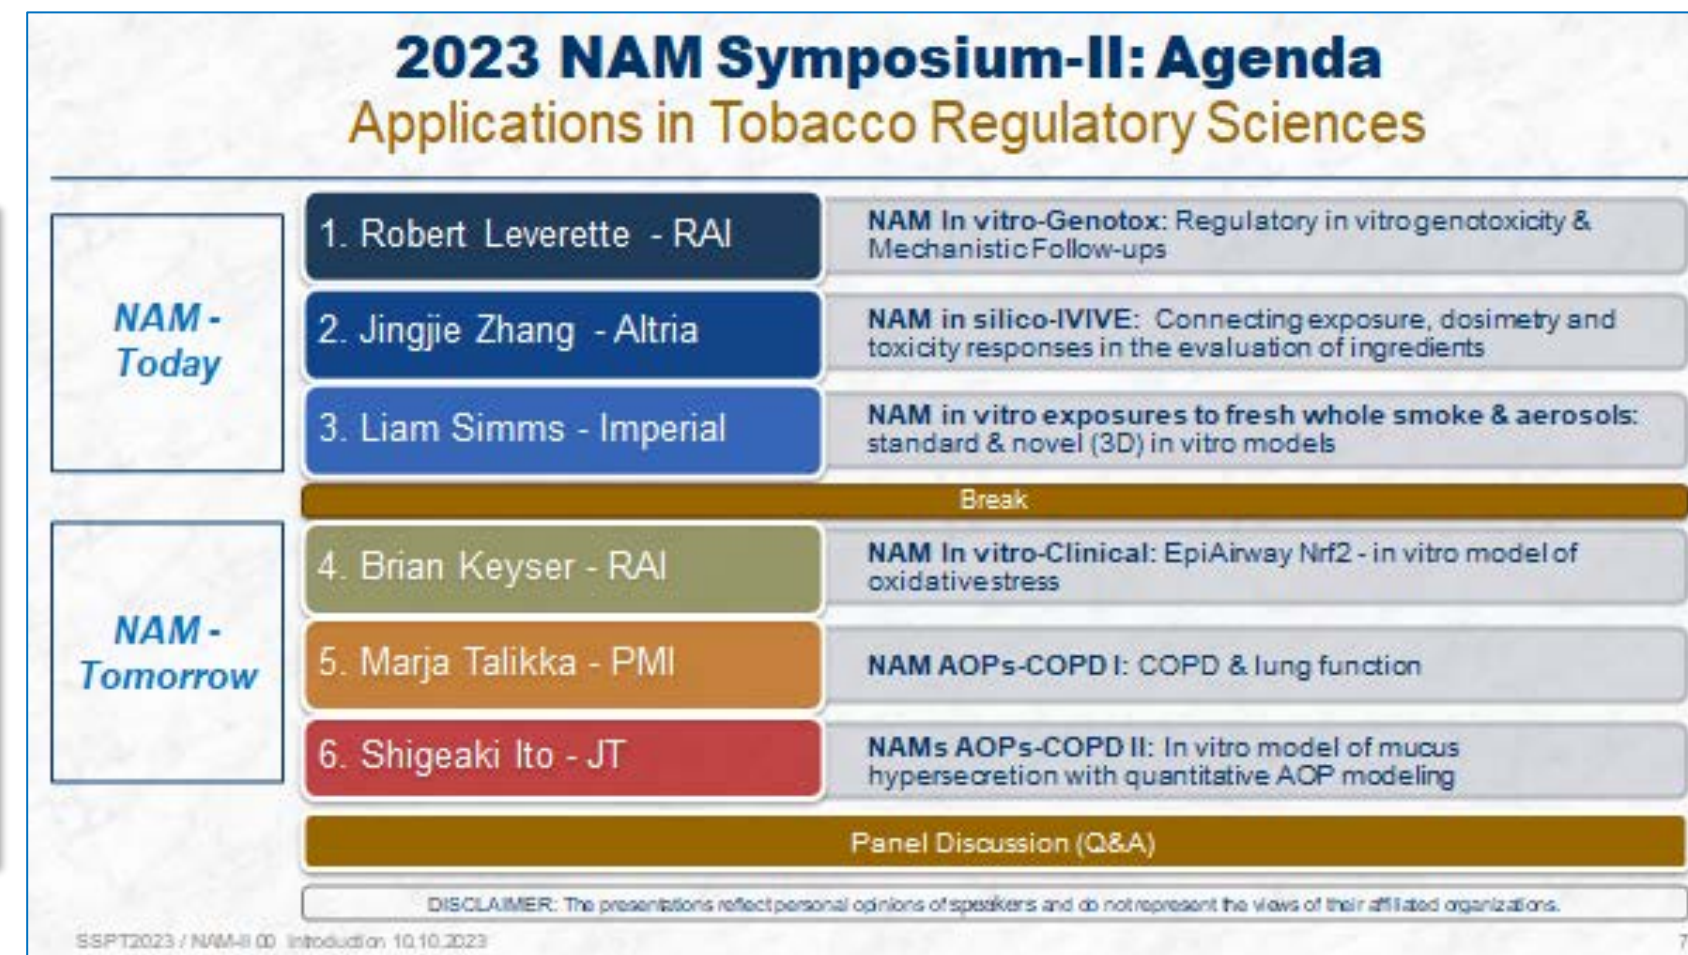 2023 NAM Symposium-II: Agenda
Applications in Tobacco Regulatory Sciences
NAM -
Today
1. Robert Leverette - RAI
NAM In vitro-Genotox: Regulatory in vitro genotoxicity &
Mechanistic Follow-ups
2. Jingjie Zhang - Altria
NAM in silico-IVIVE: Connecting exposure, dosimetry and
toxicity responses in the evaluation of ingredients
3. Liam Simms - Imperial
NAM in vitro exposures to fresh whole smoke & aerosols:
standard & novel (3D) in vitro models
Break
NAM -
Tomorrow
4. Brian Keyser - RAI
NAM In vitro-Clinical: EpiAirway Nrf2 - in vitro model of
oxidative stress
5. Marja Talikka - PMI
NAM AOPs-COPD I: COPD & lung function
6. Shigeaki Ito - JT
NAMs AOPs-COPD II: In vitro model of mucus
hypersecretion with quantitative AOP modeling
Panel Discussion (Q&A)
DISCLAIMER: The presentations reflect personal opinions of speakers and do not represent the views of their affiliated organizations.
SSPT2023 / NAM-II 00 Introduction 10.10.2023
7